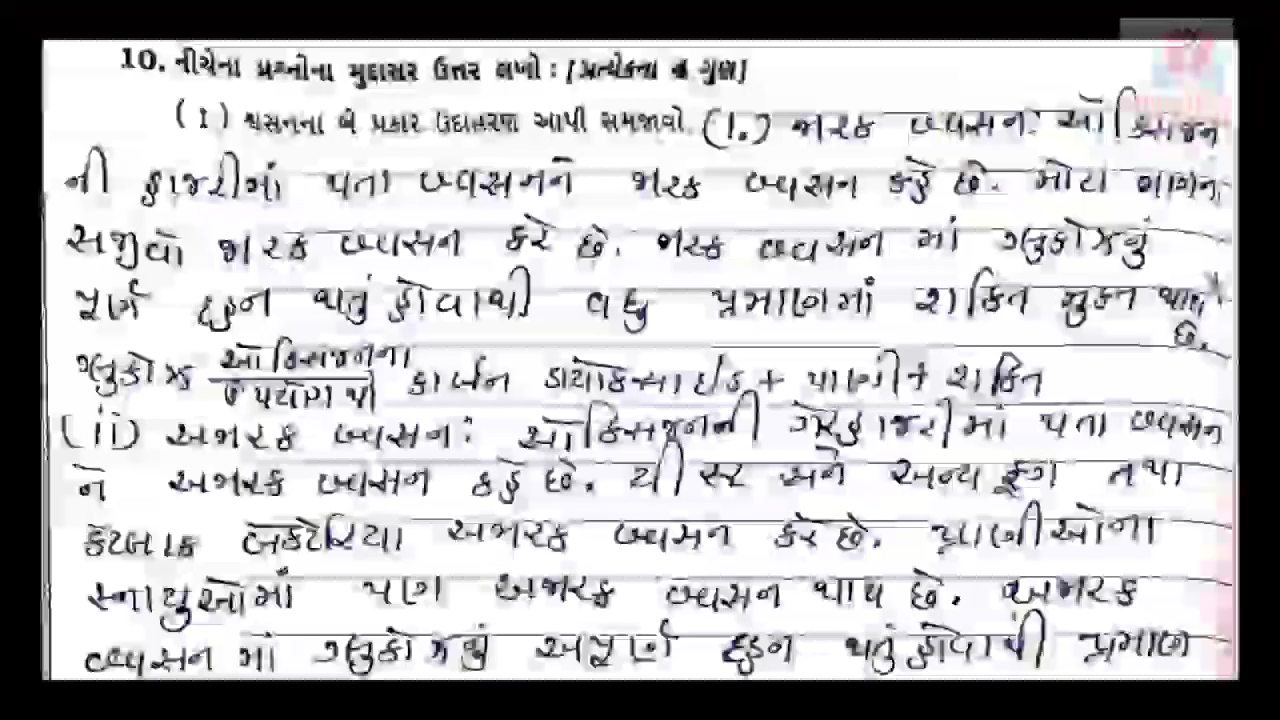 10. નીચેના પ્રશ્નોના મુદ્દાસર ઉત્તર લખો : [પ્રત્યેકના ગુણ]
(1) શ્વસનના બે પ્રકાર ઉદાહરણ આપી સમજાવો. (1.) જારક શ્વસન: ઑક્સિજન
ની હાજરીમાં થતા શ્વસનને જારક શ્વસન કહે છે. મોટા ભાગના
સજીવો જારક શ્વસન કરે છે. જારક શ્વસન માં ગ્લુકોઝનું
પૂર્ણ દહન થતું હોવાથી વધુ પ્રમાણમાં શક્તિ મુક્ત થાય
છે.
ગ્લુકોઝ ઑક્સિજનના ઉપયોગથી કાર્બન ડાયોક્સાઈડ + પાણી + શક્તિ
(ii) અજારક શ્વસન: ઑક્સિજનની ગેરહાજરીમાં થતા શ્વસન
ને અજારક શ્વસન કહે છે. યીસ્ટ અને અન્ય ફૂગ તથા
કેટલાક બેક્ટેરિયા અજારક શ્વસન કરે છે. પ્રાણીઓના
સ્નાયુઓમાં પણ અજારક શ્વસન થાય છે. અજારક
શ્વસન માં ગ્લુકોઝનું અપૂર્ણ દહન થતું હોવાથી પ્રમાણ